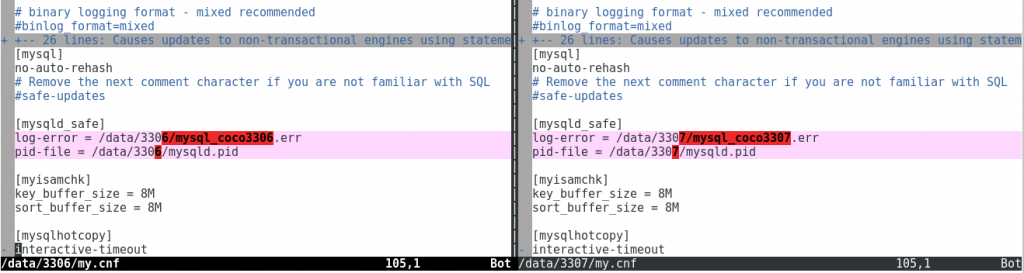 # binary logging format - mixed recommended
#binlog_format=mixed
+ +-- 26 lines: Causes updates to non-transactional engines using stateme
[mysql]
no-auto-rehash
# Remove the next comment character if you are not familiar with SQL
#safe-updates
[mysqld_safe]
log-error = /data/3306/mysql_coco3306.err
pid-file = /data/3306/mysqld.pid
[myisamchk]
key_buffer_size = 8M
sort_buffer_size = 8M
[mysqlhotcopy]
- interactive-timeout
/data/3306/my.cnf 105,1 Bot
# binary logging format - mixed recommended
#binlog_format=mixed
+ +-- 26 lines: Causes updates to non-transactional engines using statem
[mysql]
no-auto-rehash
# Remove the next comment character if you are not familiar with SQL
#safe-updates
[mysqld_safe]
log-error = /data/3307/mysql_coco3307.err
pid-file = /data/3307/mysqld.pid
[myisamchk]
key_buffer_size = 8M
sort_buffer_size = 8M
[mysqlhotcopy]
- interactive-timeout
/data/3307/my.cnf 105,1 Bot